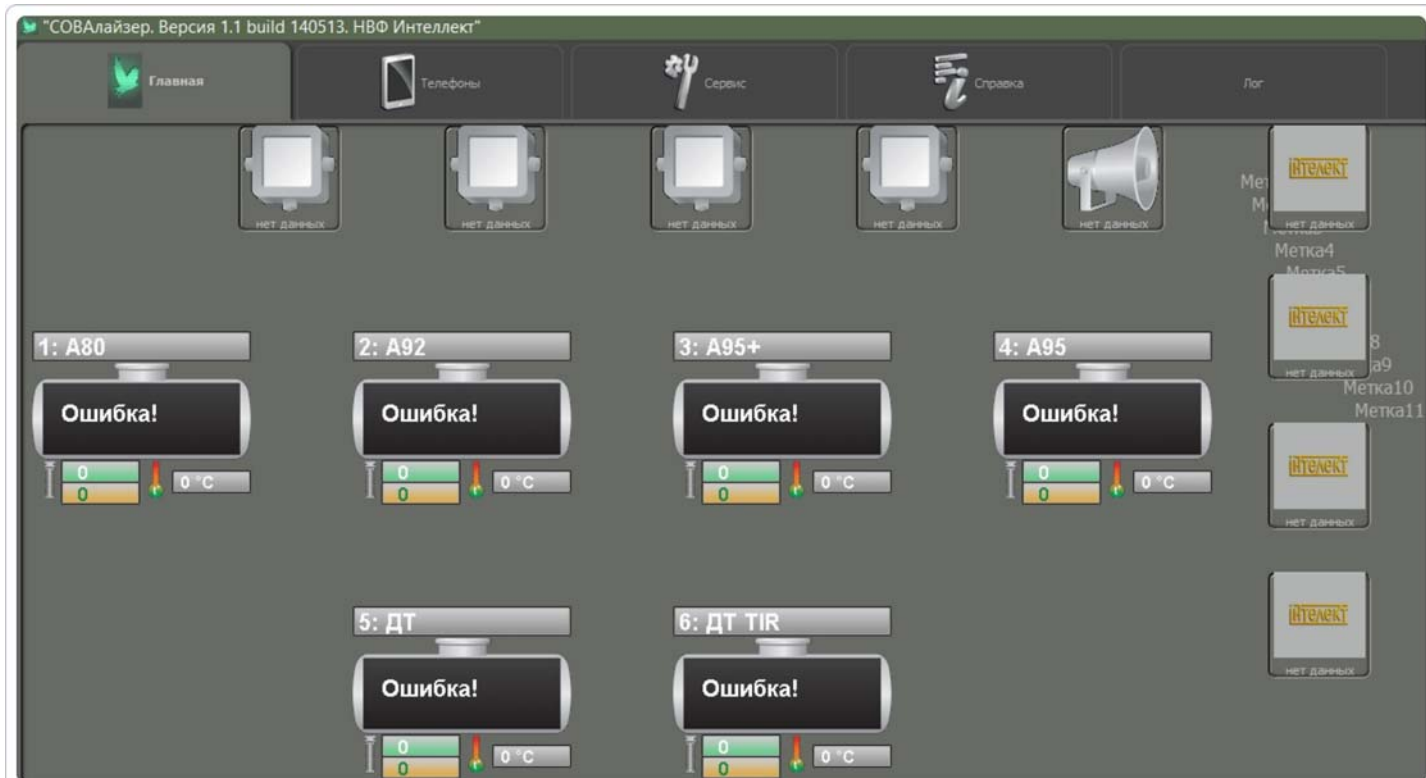 "СОВАлайзер. Версия 1.1 build 140513. НВФ Интеллект"
Главная
Телефоны
Сервис
Справка
Лог
нет данных
нет данных
нет данных
нет данных
нет данных
інтелект
нет данных
Метка4
Метка5
інтелект
нет данных
Метка10
Метка11
1: А80
Ошибка!
0
0
0 °C
2: А92
Ошибка!
0
0
0 °C
3: А95+
Ошибка!
0
0
0 °C
4: А95
Ошибка!
0
0
0 °C
інтелект
нет данных
5: ДТ
Ошибка!
0
0
0 °C
6: ДТ TIR
Ошибка!
0
0
0 °C
інтелект
нет данных